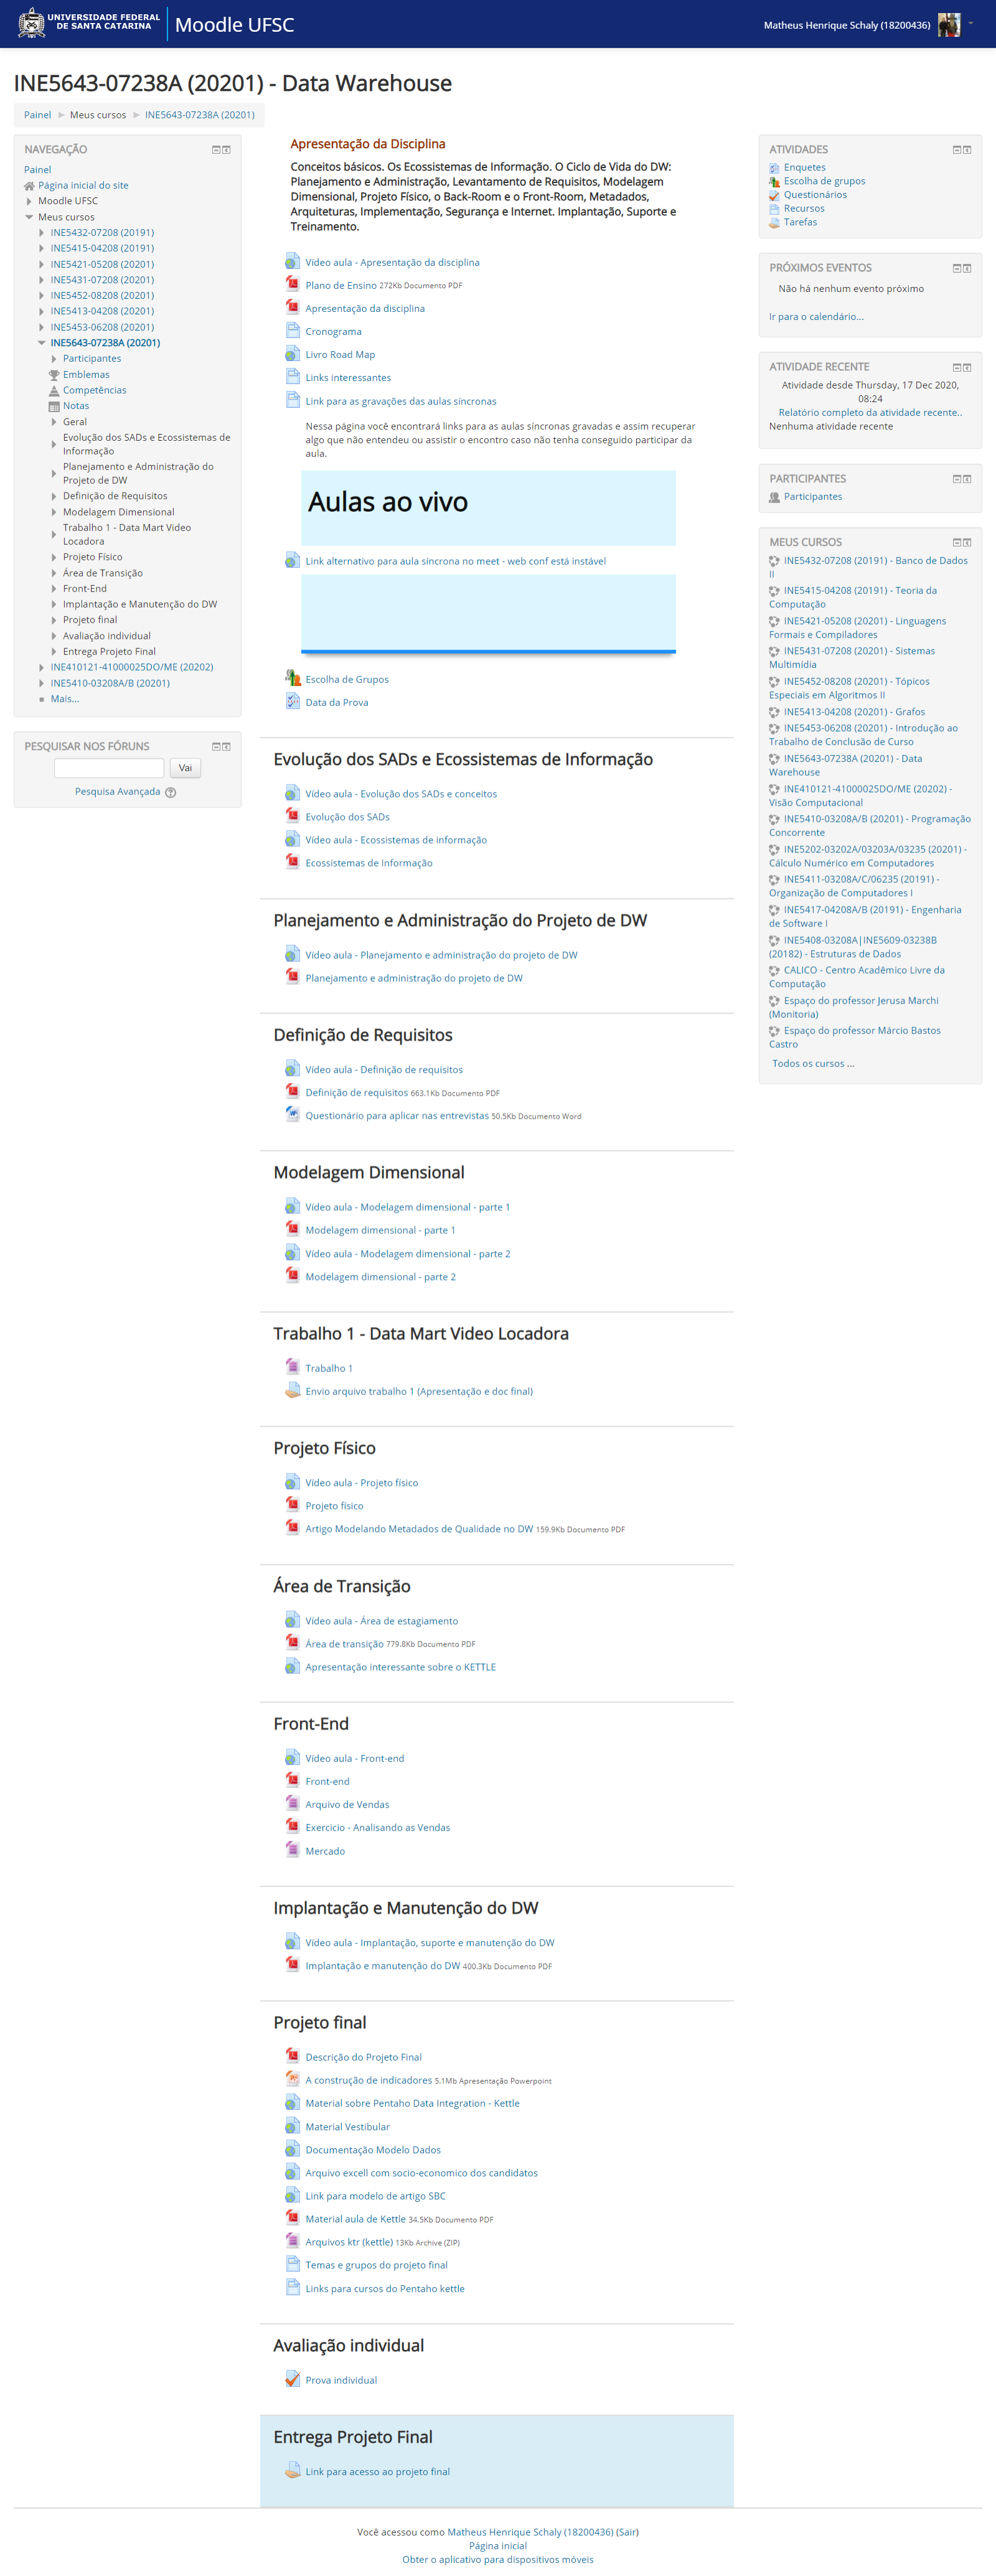 UNIVERSIDADE FEDERAL
DE SANTA CATARINA
Moodle UFSC
Matheus Henrique Schaly (18200436)
INE5643-07238A (20201) - Data Warehouse
Painel ► Meus cursos ► INE5643-07238A (20201)
NAVEGAÇÃO
Painel
Página inicial do site
Moodle UFSC
Meus cursos
INE5432-07208 (20191)
INE5415-04208 (20191)
INE5421-05208 (20201)
INE5431-07208 (20201)
INE5452-08208 (20201)
INE5413-04208 (20201)
INE5453-06208 (20201)
INE5643-07238A (20201)
Participantes
Emblemas
Competências
Notas
Geral
Evolução dos SADs e Ecossistemas de
Informação
Planejamento e Administração do
Projeto de DW
Definição de Requisitos
Modelagem Dimensional
Trabalho 1 - Data Mart Video
Locadora
Projeto Físico
Área de Transição
Front-End
Implantação e Manutenção do DW
Projeto final
Avaliação individual
Entrega Projeto Final
INE410121-41000025DO/ME (20202)
INE5410-03208A/B (20201)
Mais...
PESQUISAR NOS FÓRUNS
Vai
Pesquisa Avançada
Apresentação da Disciplina
Conceitos básicos. Os Ecossistemas de Informação. O Ciclo de Vida do DW:
Planejamento e Administração, Levantamento de Requisitos, Modelagem
Dimensional, Projeto Físico, o Back-Room e o Front-Room, Metadados,
Arquiteturas, Implementação, Segurança e Internet. Implantação, Suporte e
Treinamento.
Vídeo aula - Apresentação da disciplina
Plano de Ensino 272Kb Documento PDF
Apresentação da disciplina
Cronograma
Livro Road Map
Links interessantes
Link para as gravações das aulas síncronas
Nessa página você encontrará links para as aulas síncronas gravadas e assim recuperar
algo que não entendeu ou assistir o encontro caso não tenha conseguido participar da
aula.
Aulas ao vivo
Link alternativo para aula síncrona no meet - web conf está instável
Escolha de Grupos
Data da Prova
Evolução dos SADs e Ecossistemas de Informação
Vídeo aula - Evolução dos SADs e conceitos
Evolução dos SADs
Vídeo aula - Ecossistemas de informação
Ecossistemas de Informação
Planejamento e Administração do Projeto de DW
Vídeo aula - Planejamento e administração do projeto de DW
Planejamento e administração do projeto de DW
Definição de Requisitos
Vídeo aula - Definição de requisitos
Definição de requisitos 663.1Kb Documento PDF
Questionário para aplicar nas entrevistas 50.5Kb Documento Word
Modelagem Dimensional
Vídeo aula - Modelagem dimensional - parte 1
Modelagem dimensional - parte 1
Vídeo aula - Modelagem dimensional - parte 2
Modelagem dimensional - parte 2
Trabalho 1 - Data Mart Video Locadora
Trabalho 1
Envio arquivo trabalho 1 (Apresentação e doc final)
Projeto Físico
Vídeo aula - Projeto físico
Projeto físico
Artigo Modelando Metadados de Qualidade no DW 159.9Kb Documento PDF
Área de Transição
Vídeo aula - Área de estagiamento
Área de transição 779.8Kb Documento PDF
Apresentação interessante sobre o KETTLE
Front-End
Vídeo aula - Front-end
Front-end
Arquivo de Vendas
Exercicio - Analisando as Vendas
Mercado
Implantação e Manutenção do DW
Vídeo aula - Implantação, suporte e manutenção do DW
Implantação e manutenção do DW 400.3Kb Documento PDF
Projeto final
Descrição do Projeto Final
A construção de indicadores 5.1Mb Apresentação Powerpoint
Material sobre Pentaho Data Integration - Kettle
Material Vestibular
Documentação Modelo Dados
Arquivo excell com socio-economico dos candidatos
Link para modelo de artigo SBC
Material aula de Kettle 34.5Kb Documento PDF
Arquivos ktr (kettle) 13Kb Archive (ZIP)
Temas e grupos do projeto final
Links para cursos do Pentaho kettle
Avaliação individual
Prova individual
Entrega Projeto Final
Link para acesso ao projeto final
ATIVIDADES
Enquetes
Escolha de grupos
Questionários
Recursos
Tarefas
PRÓXIMOS EVENTOS
Não há nenhum evento próximo
Ir para o calendário...
ATIVIDADE RECENTE
Atividade desde Thursday, 17 Dec 2020,
08:24
Relatório completo da atividade recente..
Nenhuma atividade recente
PARTICIPANTES
Participantes
MEUS CURSOS
INE5432-07208 (20191) - Banco de Dados
II
INE5415-04208 (20191) - Teoria da
Computação
INE5421-05208 (20201) - Linguagens
Formais e Compiladores
INE5431-07208 (20201) - Sistemas
Multimídia
INE5452-08208 (20201) - Tópicos
Especiais em Algoritmos II
INE5413-04208 (20201) - Grafos
INE5453-06208 (20201) - Introdução ao
Trabalho de Conclusão de Curso
INE5643-07238A (20201) - Data
Warehouse
INE410121-41000025DO/ME (20202) -
Visão Computacional
INE5410-03208A/B (20201) - Programação
Concorrente
INE5202-03202A/03203A/03235 (20201) -
Cálculo Numérico em Computadores
INE5411-03208A/C/06235 (20191) -
Organização de Computadores I
INE5417-04208A/B (20191) - Engenharia
de Software I
INE5408-03208A|INE5609-03238B
(20182) - Estruturas de Dados
CALICO - Centro Acadêmico Livre da
Computação
Espaço do professor Jerusa Marchi
(Monitoria)
Espaço do professor Márcio Bastos
Castro
Todos os cursos ...
Você acessou como Matheus Henrique Schaly (18200436) (Sair)
Página inicial
Obter o aplicativo para dispositivos móveis